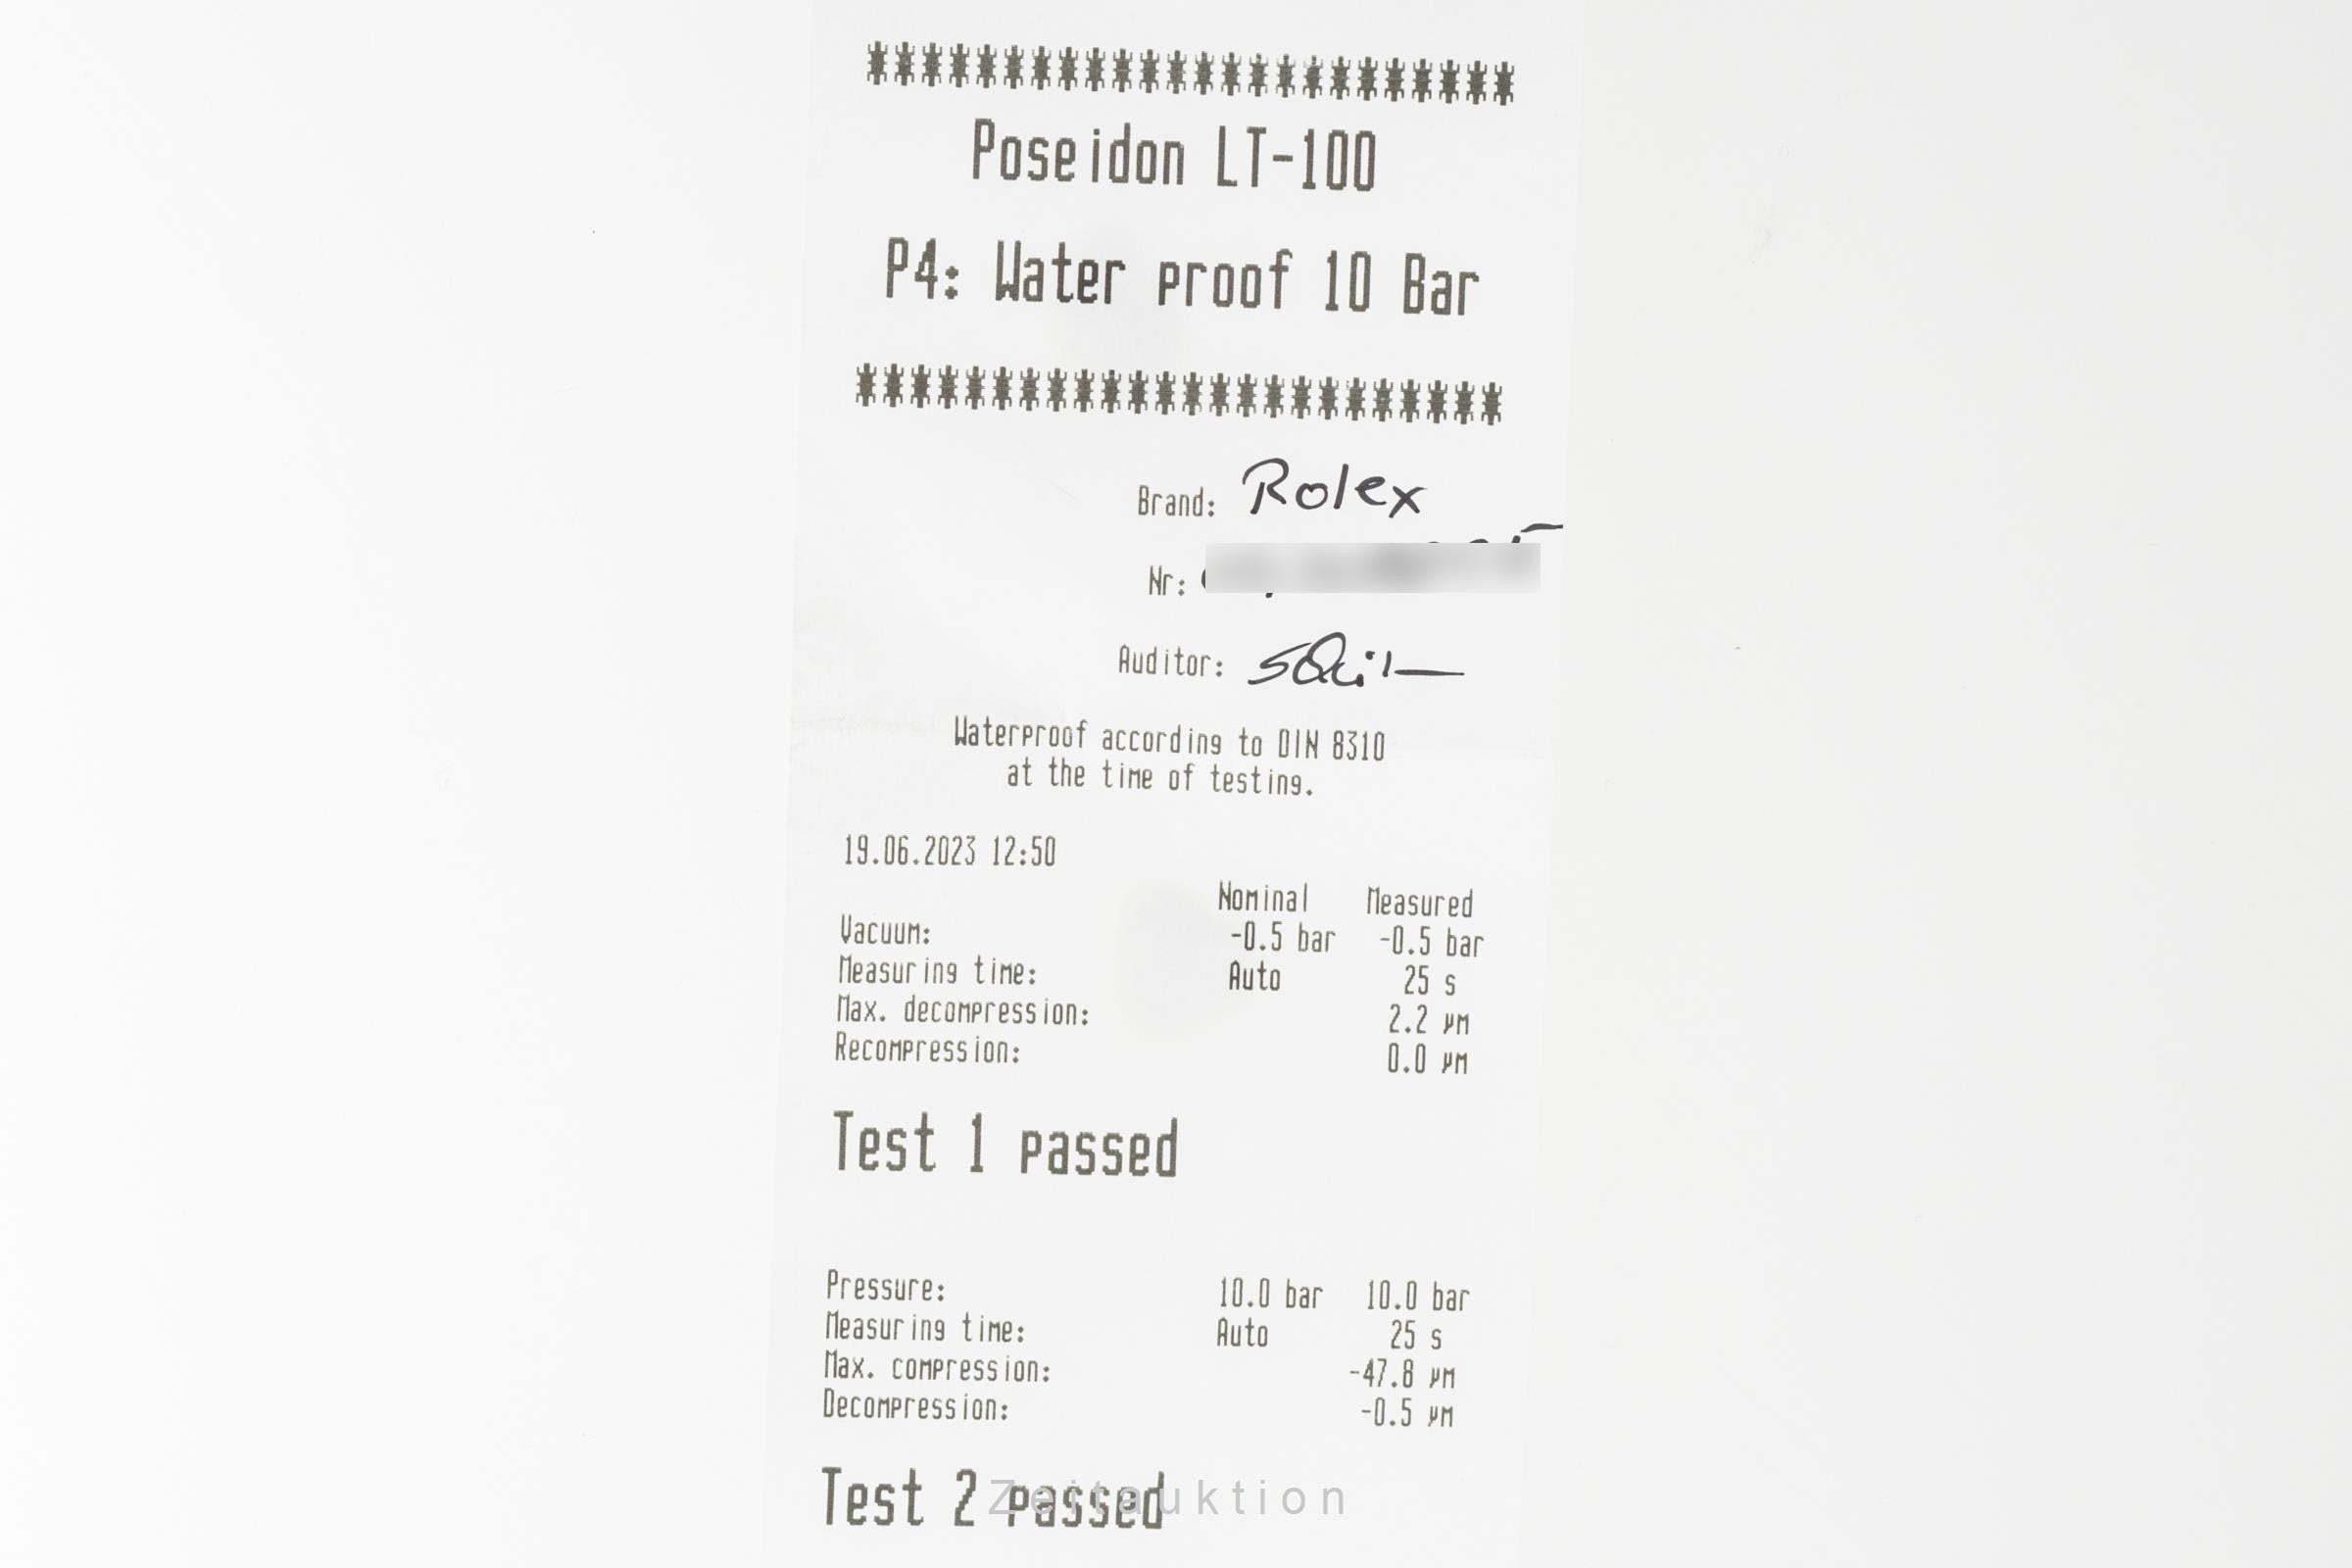 Poseidon LT-100
P4: Water proof 10 Bar
Brand: Rolex
Nr:
Auditor:
Waterproof according to DIN 8310
at the time of testing.
19.06.2023 12:50
Nominal Measured
Vacuum: -0.5 bar -0.5 bar
Measuring time: Auto 25 s
Max. decompression: 2.2 µm
Recompression: 0.0 µm
Test 1 passed
Pressure: 10.0 bar 10.0 bar
Measuring time: Auto 25 s
Max. compression: -47.8 µm
Decompression: -0.5 µm
Test 2 passed
Zeitauktion